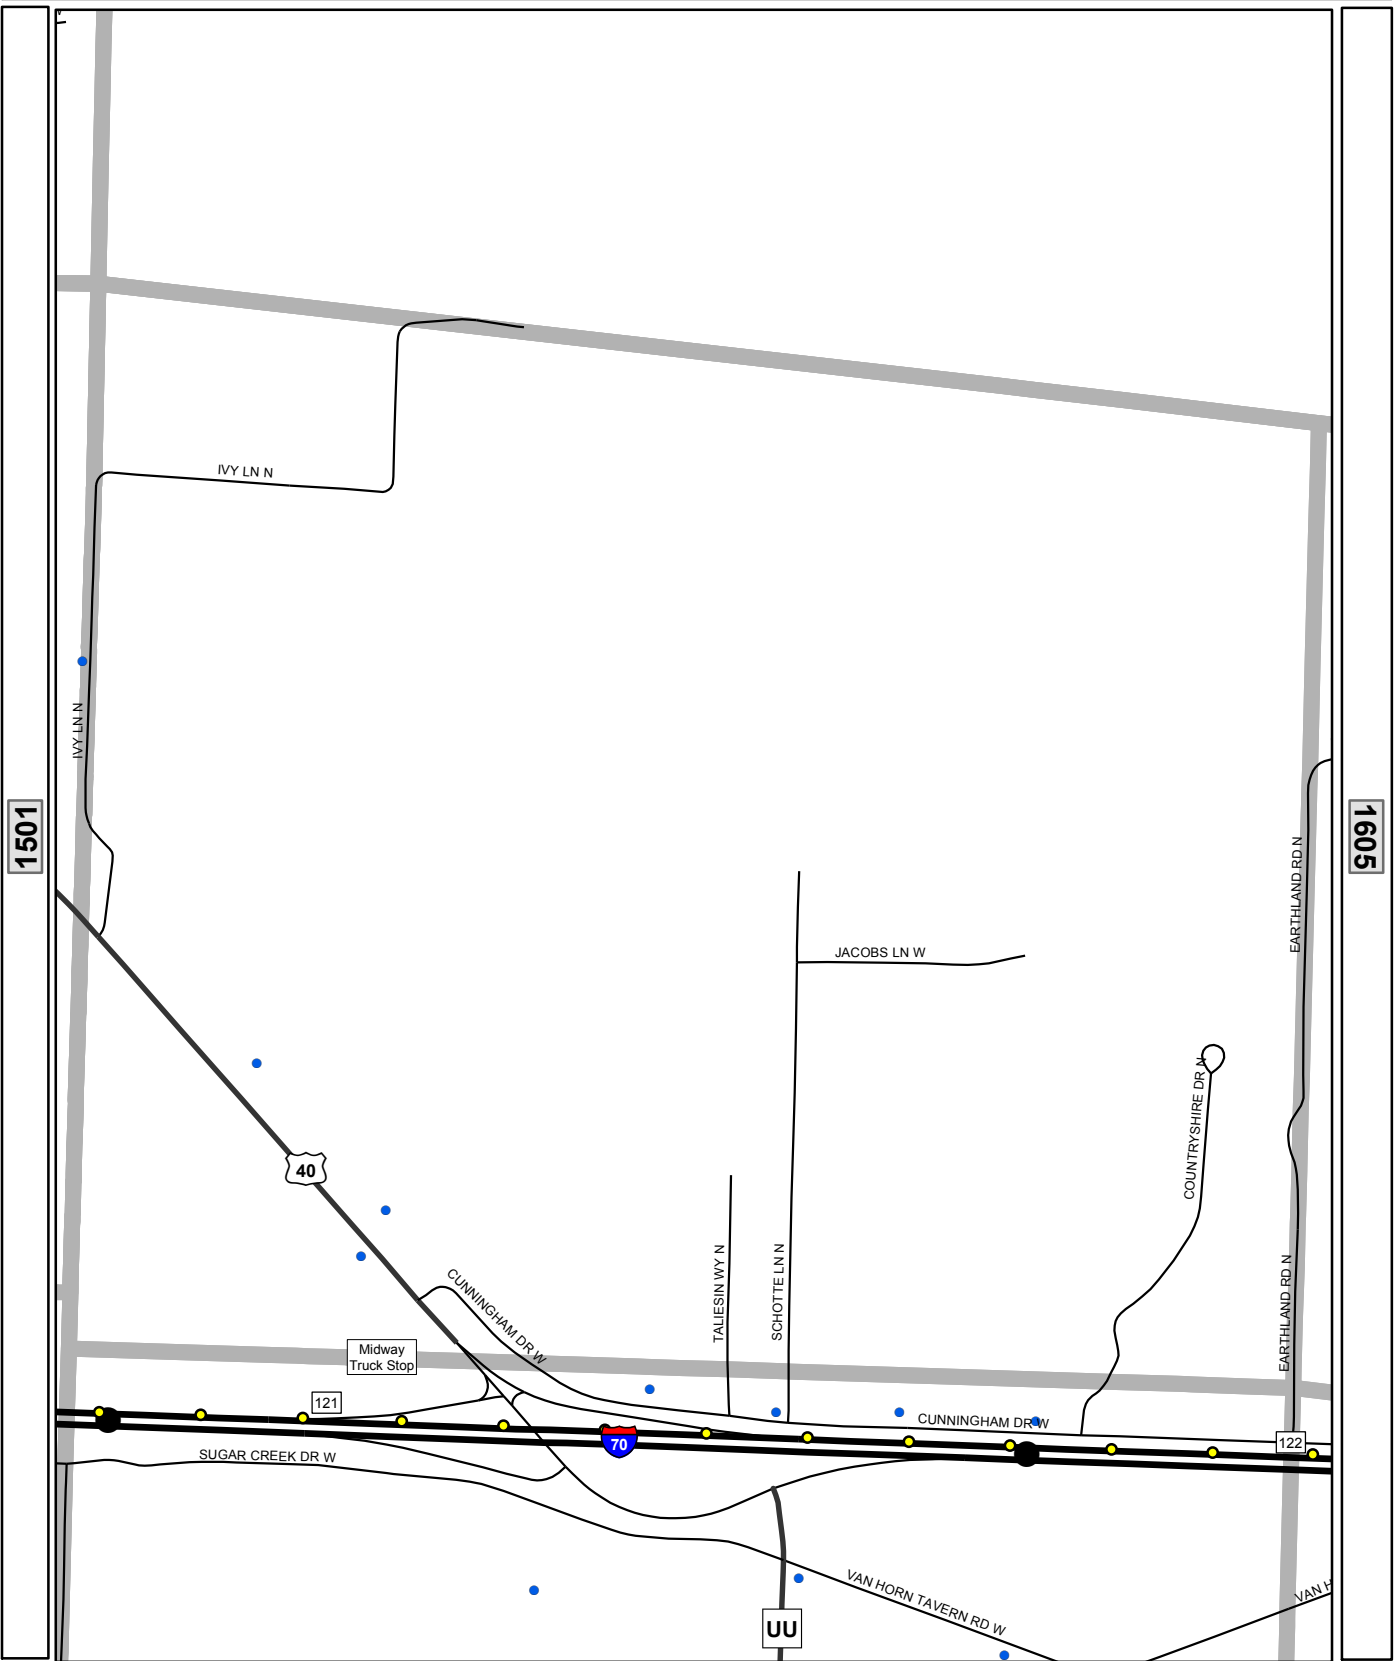 IVY LN N
IVY LN N
1501
1605
EARTHLAND RD N
JACOBS LN W
COUNTRYSHIRE DR N
40
TALIESIN WY N
SCHOTTE LN N
EARTHLAND RD N
CUNNINGHAM DR W
Midway
Truck Stop
121
CUNNINGHAM DR W
70
122
SUGAR CREEK DR W
VAN HORN TAVERN RD W
VAN H
UU